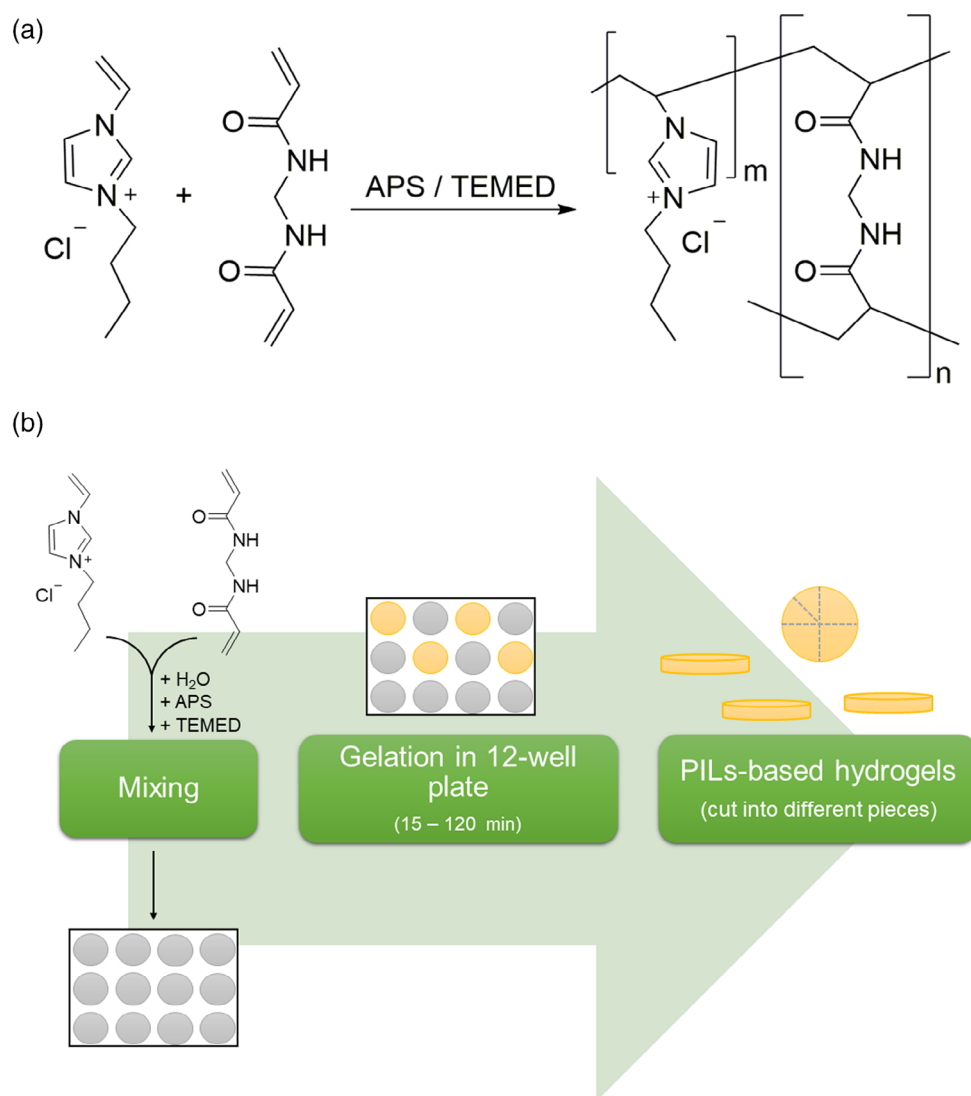 (a)
N
N
+
Cl⁻
+
O
NH
NH
O
APS / TEMED
N
N
+
Cl⁻
m
O
NH
NH
O
n
(b)
N
N
+
Cl⁻
O
NH
NH
O
+ H₂O
+ APS
+ TEMED
Mixing
Gelation in 12-well
plate
(15 – 120 min)
PILs-based hydrogels
(cut into different pieces)